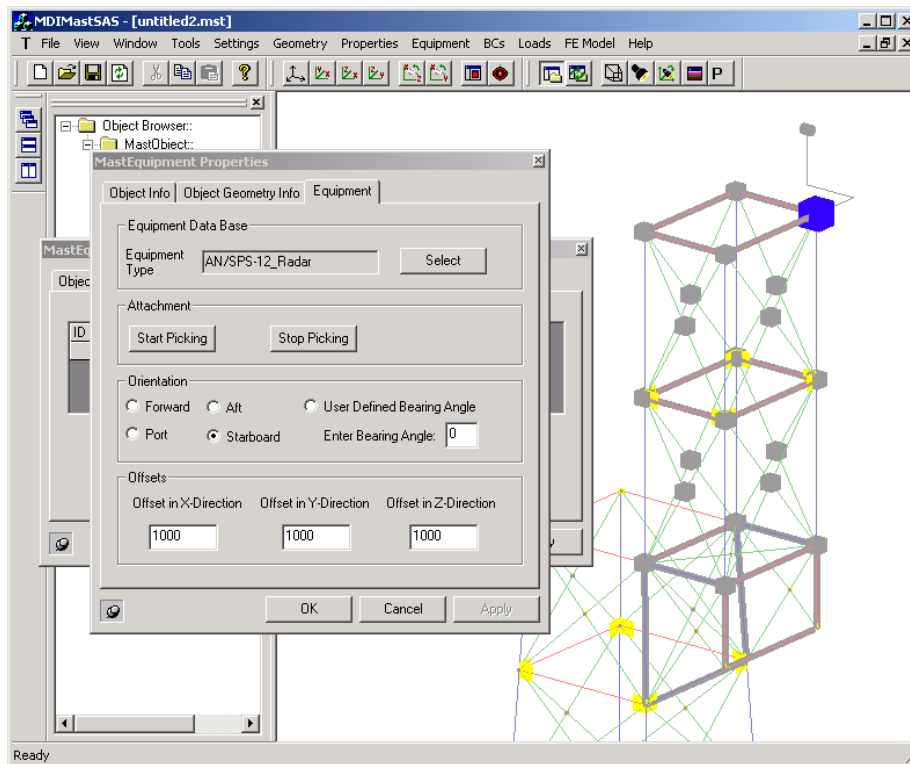 MDIMastSAS - [untitled2.mst]
T File View Window Tools Settings Geometry Properties Equipment BCs Loads FE Model Help
P
Object Browser::
MastObject::
MastEquipment Properties
Object Info Object Geometry Info Equipment
Equipment Data Base
Equipment Type AN/SPS-12_Radar Select
Attachment
Start Picking Stop Picking
Orientation
Forward Aft User Defined Bearing Angle
Port Starboard Enter Bearing Angle: 0
Offsets
Offset in X-Direction Offset in Y-Direction Offset in Z-Direction
1000 1000 1000
OK Cancel Apply
MastEq
Objec
ID
Ready